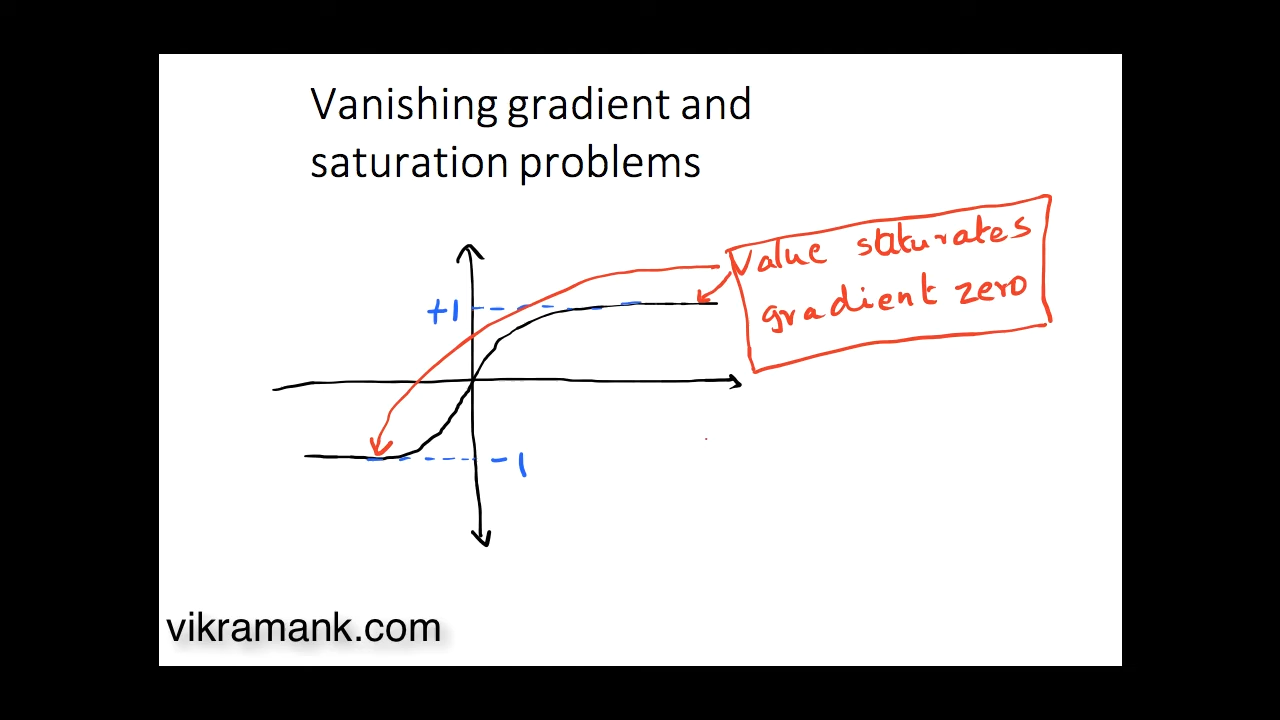 Vanishing gradient and
saturation problems
Value saturates
gradient zero
+1
-1
vikramank.com